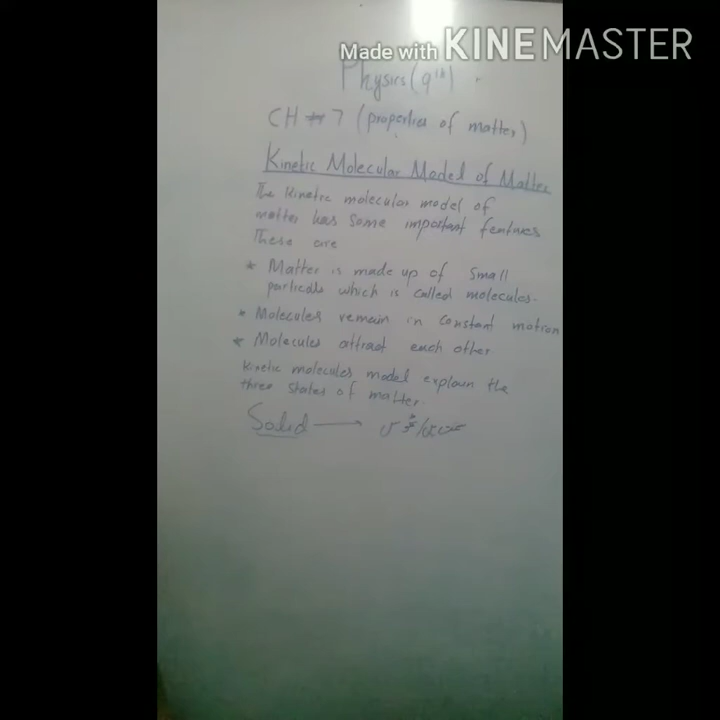 Made with KINEMASTER
Physics (9th)
CH # 7 (properties of matter)
Kinetic Molecular Model of Matter
The kinetic molecular model of
matter has some important features
These are
* Matter is made up of small
which is called
* Molecules remain in constant motion
* Molecules attract each other
kinetic molecules model explain the
three states of matter.
Solid →